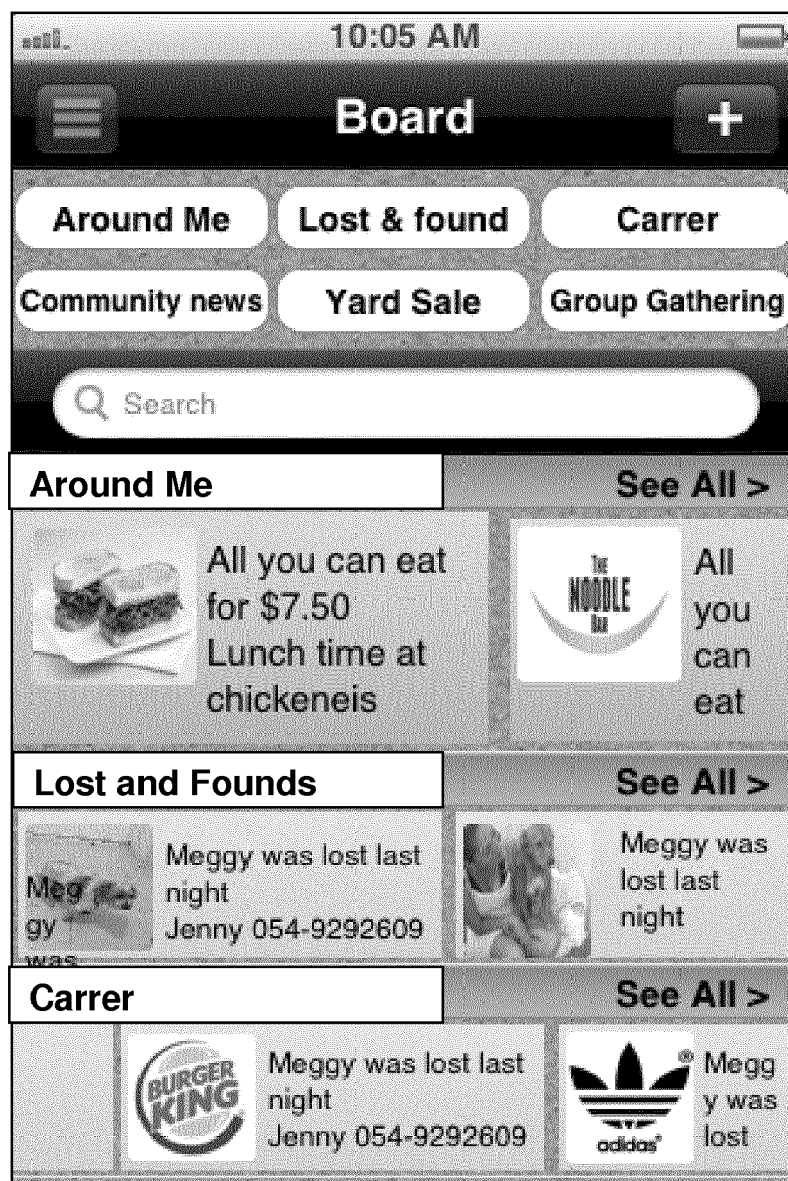 10:05 AM
Board
+
Around Me Lost & found Carrer
Community news Yard Sale Group Gathering
Search
Around Me See All >
All you can eat
for $7.50
Lunch time at
chickeneis
THE
NOODLE
BAR
All
you
can
eat
Lost and Founds See All >
Meg
gy
was
Meggy was lost last
night
Jenny 054-9292609
Meggy was
lost last
night
Carrer See All >
BURGER
KING
Meggy was lost last
night
Jenny 054-9292609
adidas®
Megg
y was
lost